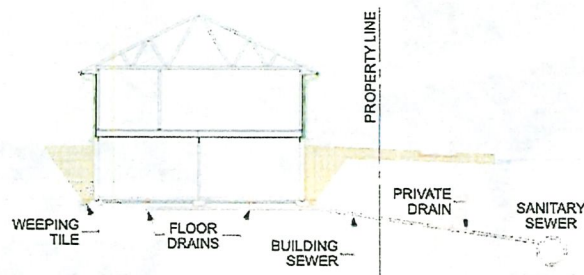 PROPERTY LINE
WEEPING
TILE
FLOOR
DRAINS
BUILDING
SEWER
PRIVATE
DRAIN
SANITARY
SEWER